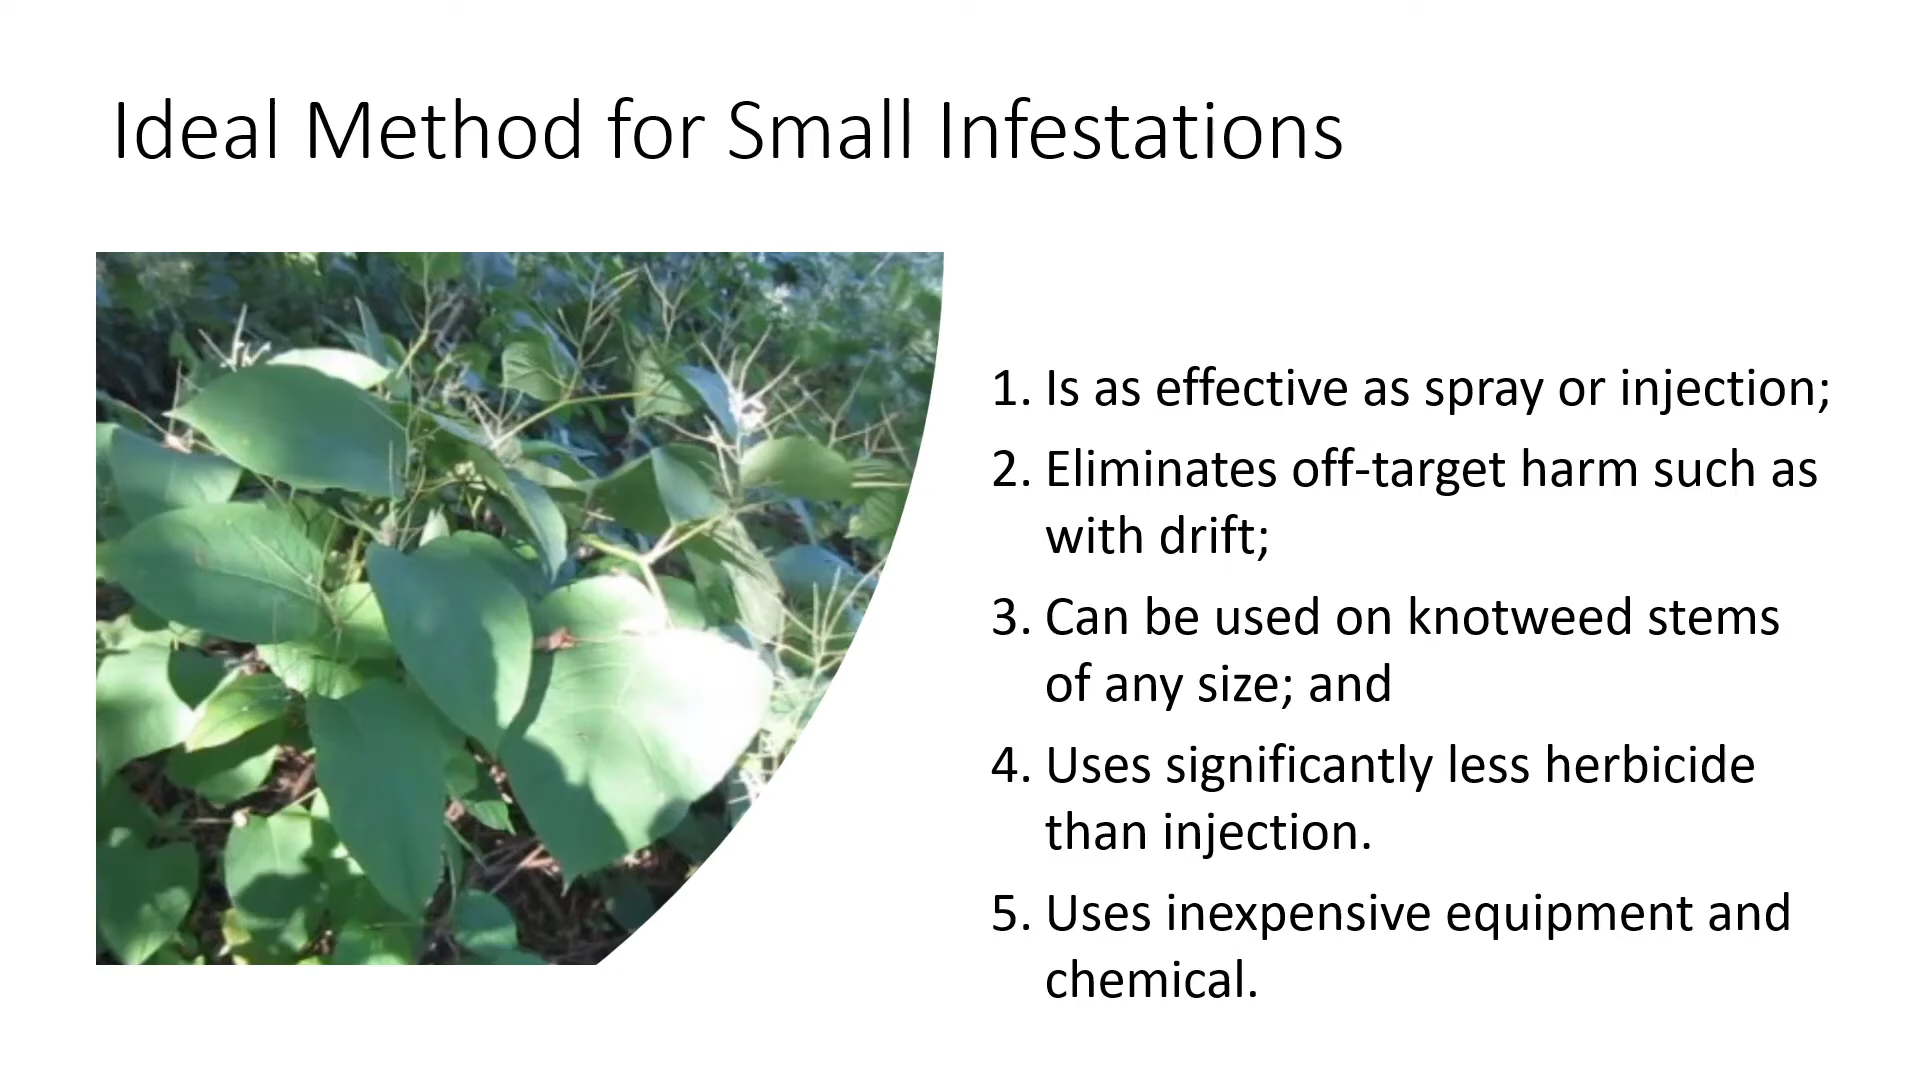 Ideal Method for Small Infestations
1. Is as effective as spray or injection;
2. Eliminates off-target harm such as
with drift;
3. Can be used on knotweed stems
of any size; and
4. Uses significantly less herbicide
than injection.
5. Uses inexpensive equipment and
chemical.